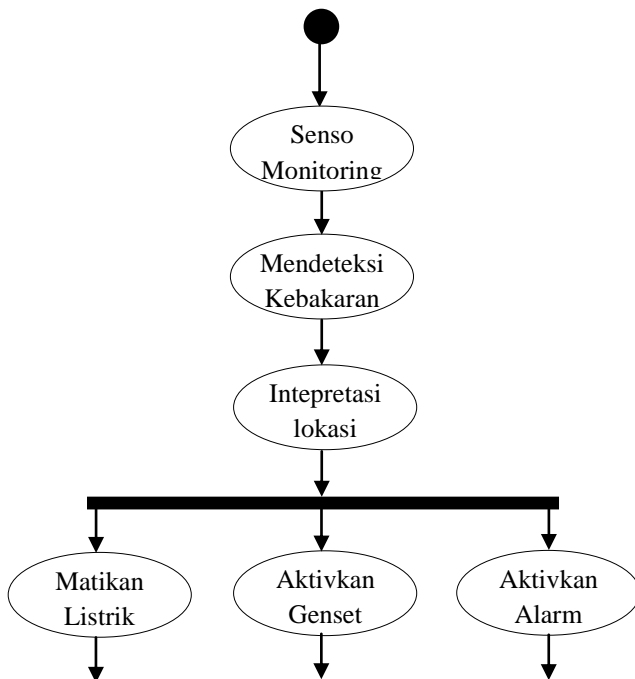 Senso
Monitoring
Mendeteksi
Kebakaran
Intepretasi
lokasi
Matikan
Listrik
Aktivkan
Genset
Aktivkan
Alarm